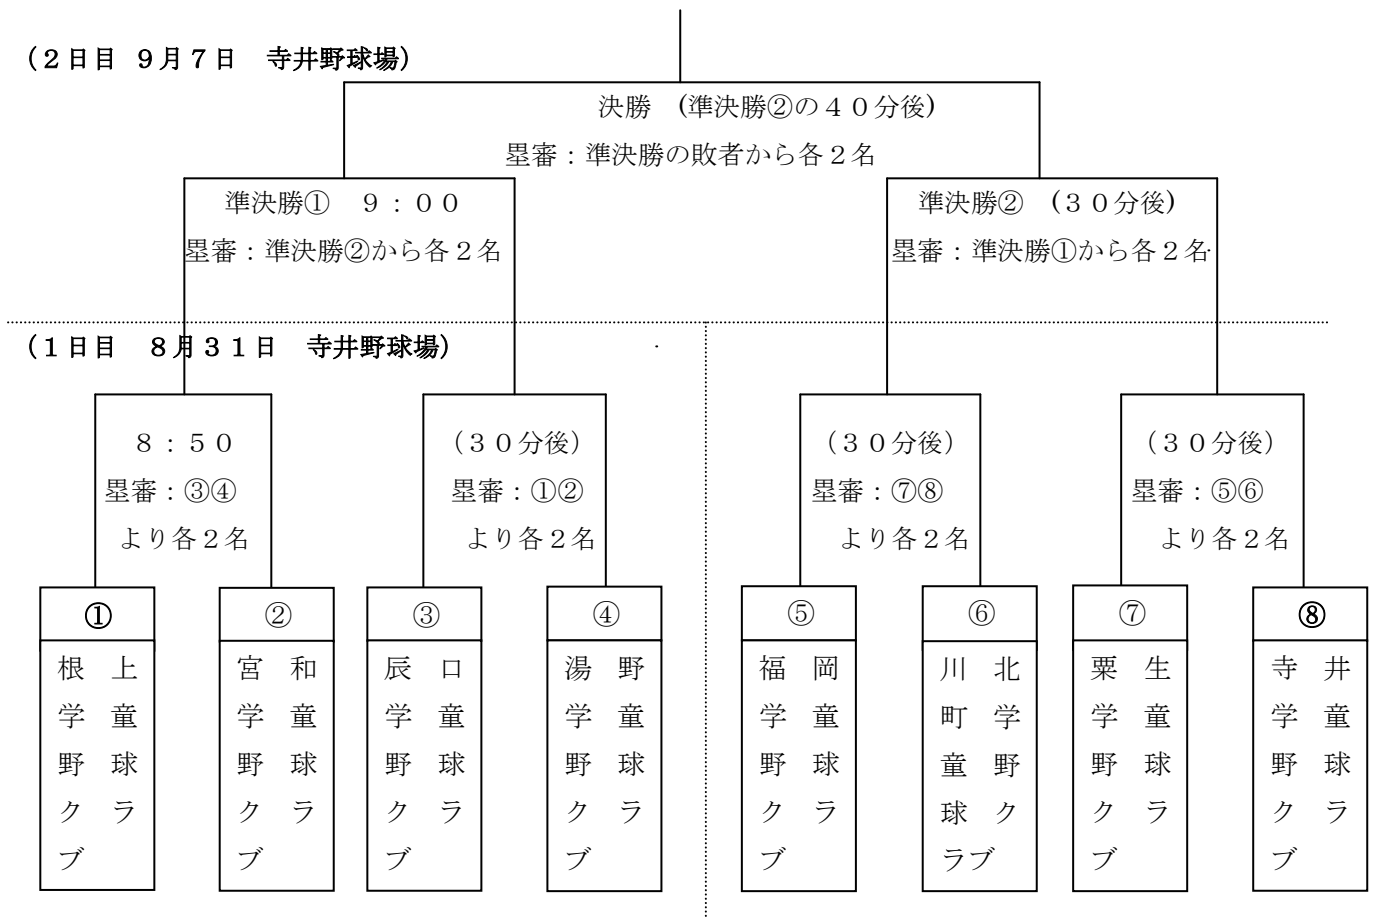 （２日目 ９月７日　寺井野球場）
決勝　（準決勝②の４０分後）
塁審：準決勝の敗者から各２名
準決勝①　９：００
塁審：準決勝②から各２名
準決勝②　（３０分後）
塁審：準決勝①から各２名
（１日目　８月３１日　寺井野球場）
８：５０
塁審：③④
より各２名
（３０分後）
塁審：①②
より各２名
（３０分後）
塁審：⑦⑧
より各２名
（３０分後）
塁審：⑤⑥
より各２名
①
根上
学童
野球
クラ
ブ
②
宮和
学童
野球
クラ
ブ
③
辰口
学童
野球
クラ
ブ
④
湯野
学童
野球
クラ
ブ
⑤
福岡
学童
野球
クラ
ブ
⑥
川北
町学
童野
球ク
ラブ
⑦
粟生
学童
野球
クラ
ブ
⑧
寺井
学童
野球
クラ
ブ